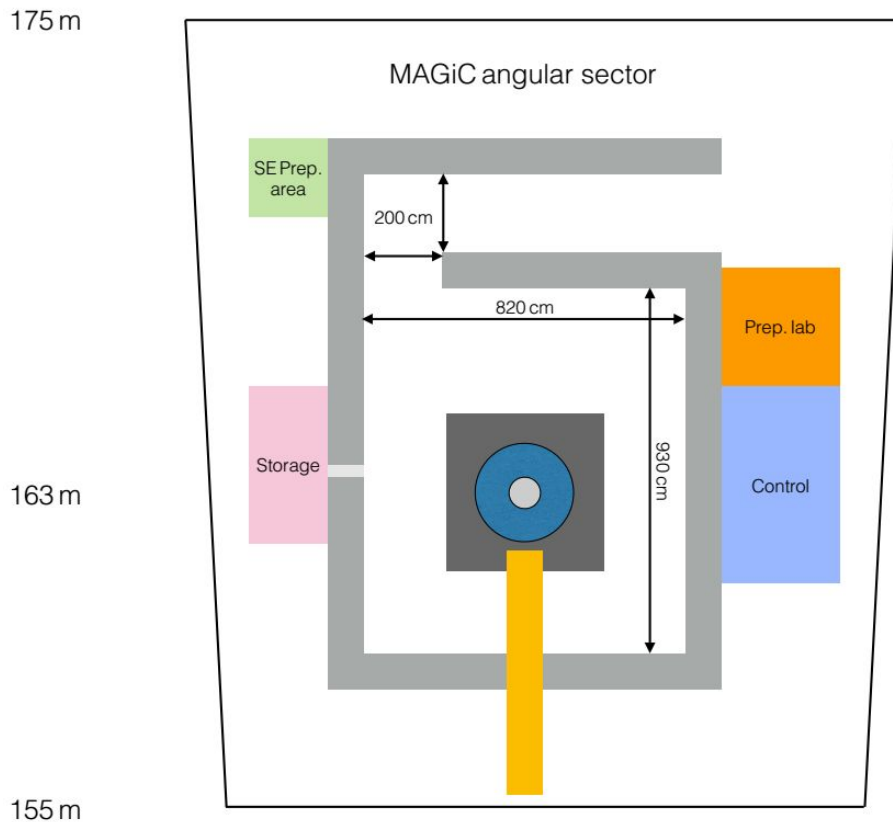 175 m
MAGiC angular sector
SE Prep.
area
200 cm
820 cm
Prep. lab
930 cm
Storage
Control
163 m
155 m